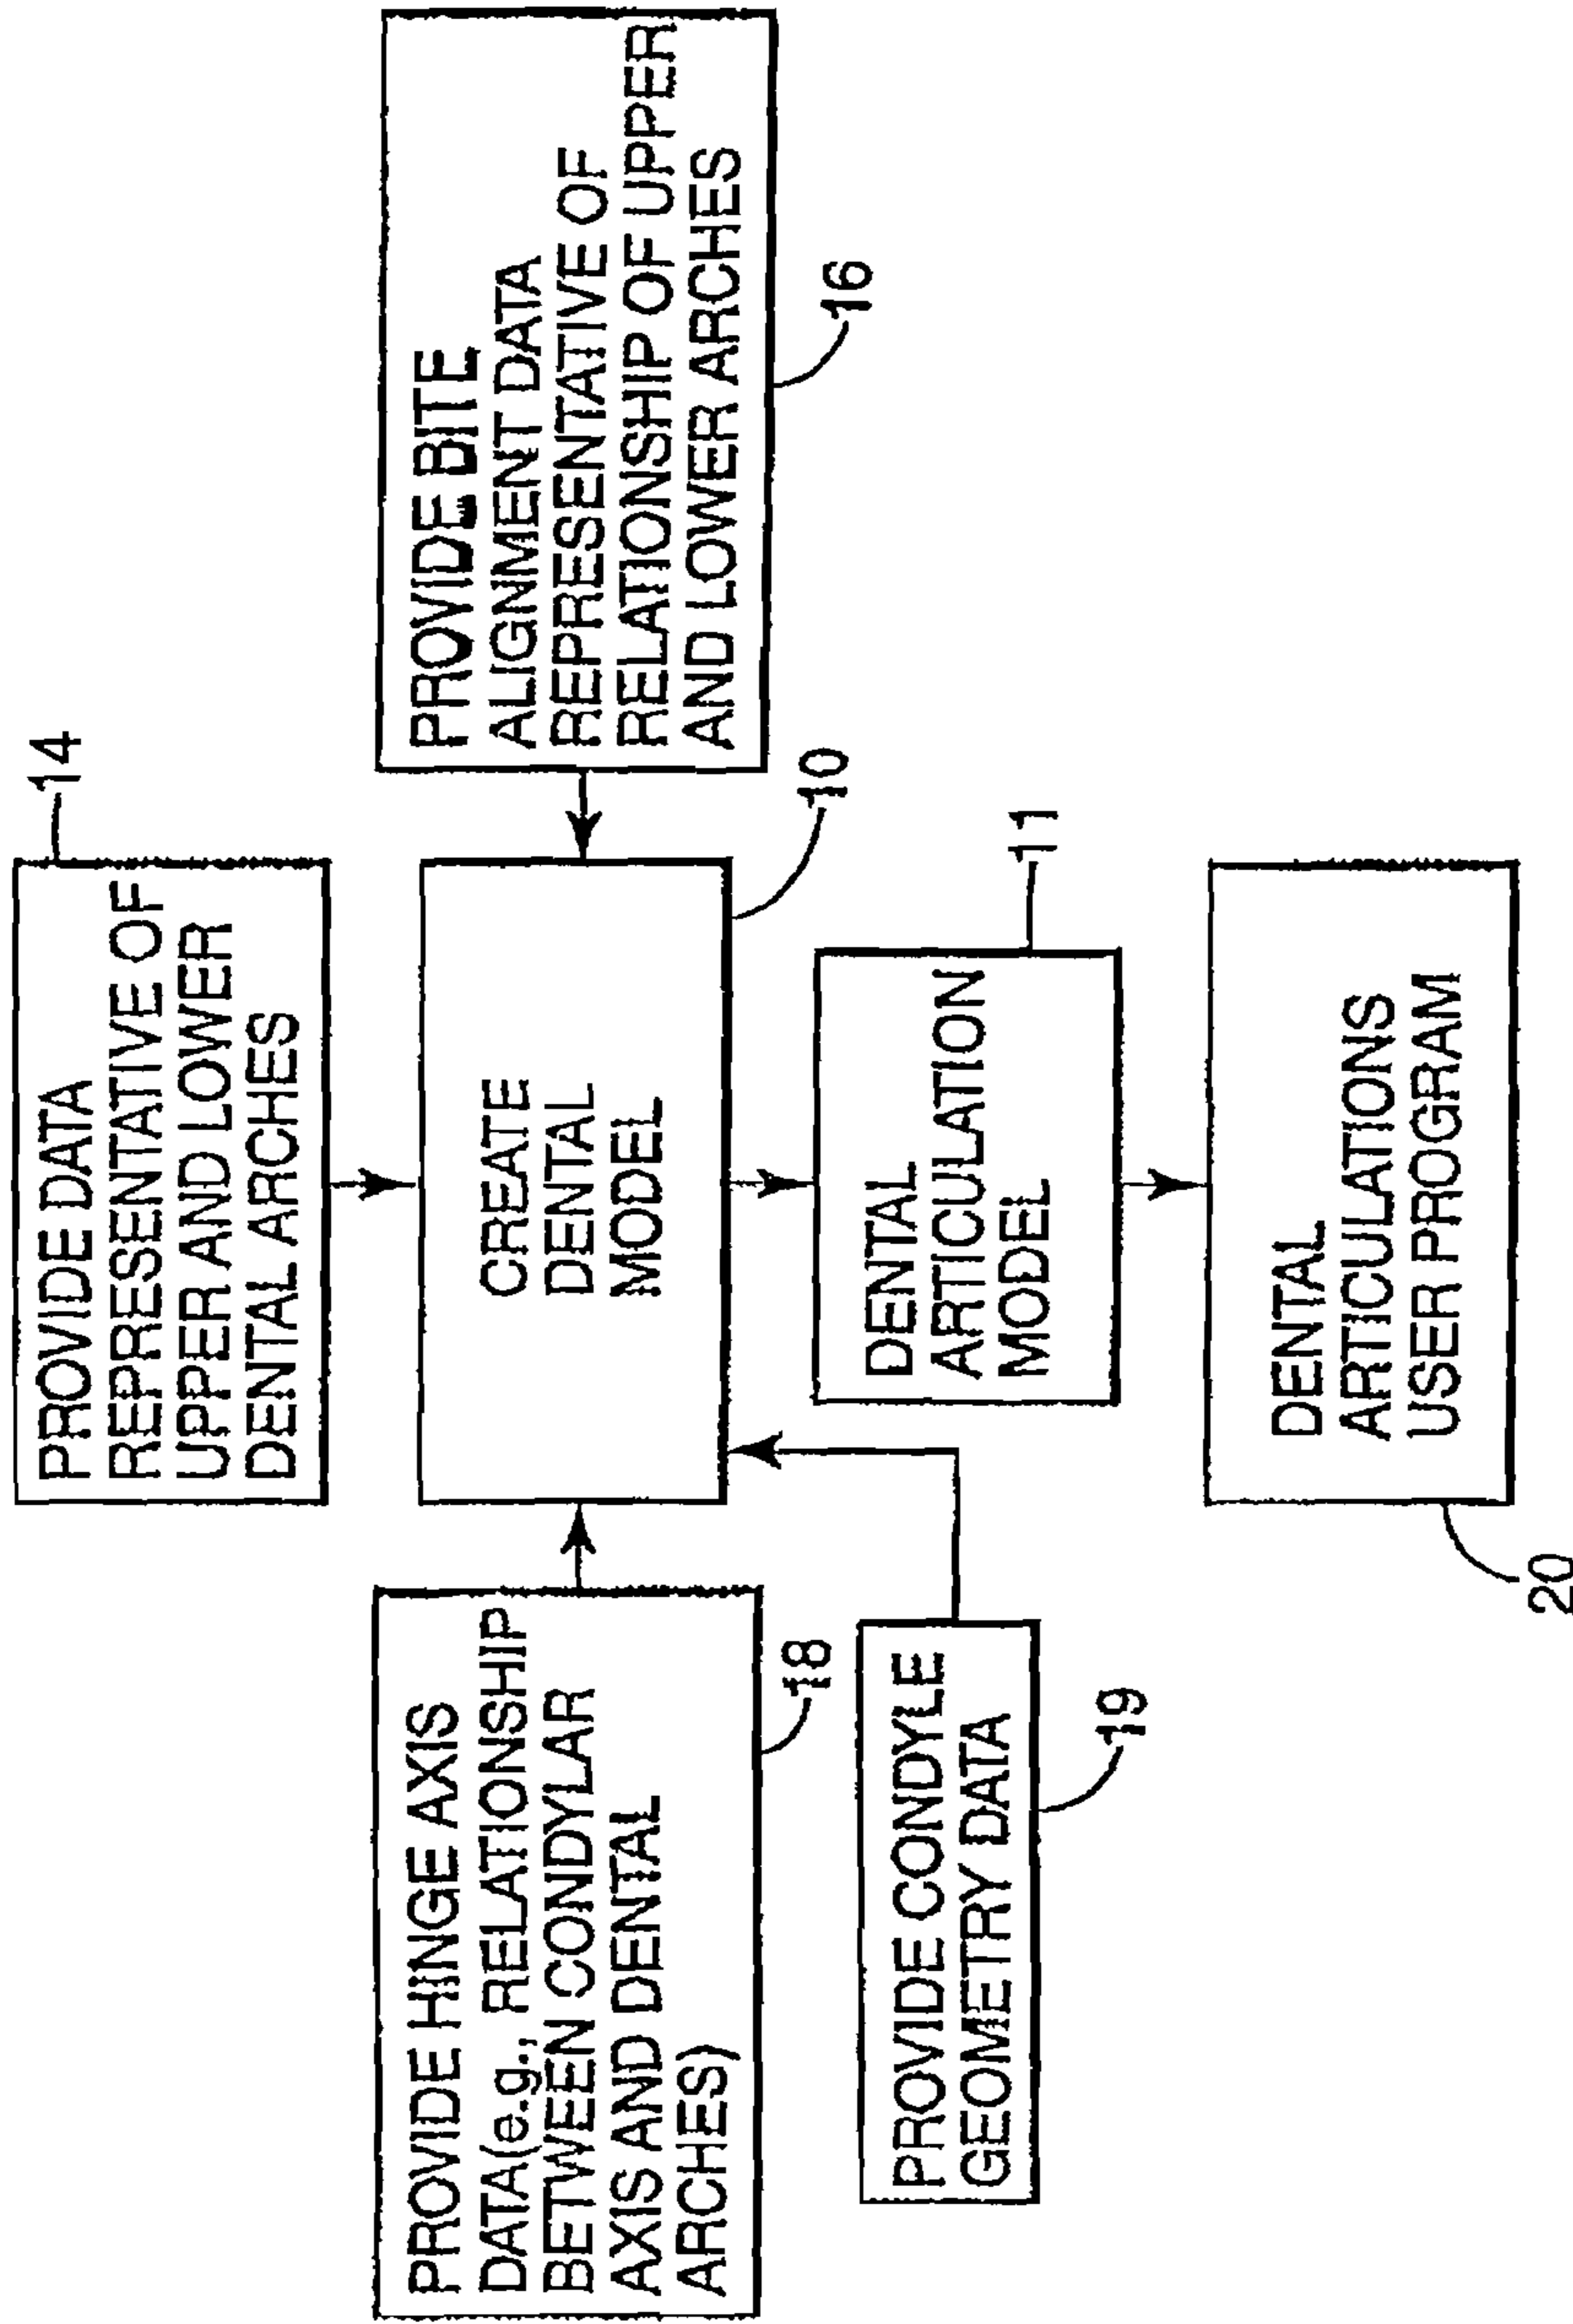 PROVIDE DATA
REPRESENTATIVE OF
UPPER AND LOWER
DENTAL ARCHES
14
PROVIDE HINGE AXIS
DATA(e.g., RELATIONSHIP
BETWEEN CONDYLAR
AXIS AND DENTAL
ARCHES)
18
CREATE
DENTAL
MODEL
10
PROVIDE BITE
ALIGNMENT DATA
REPRESENTATIVE OF
RELATIONSHIP OF UPPER
AND LOWER ARCHES
16
PROVIDE CONDYLE
GEOMETRY DATA
19
DENTAL
ARTICULATION
MODEL
11
DENTAL
ARTICULATIONS
USER PROGRAM
20